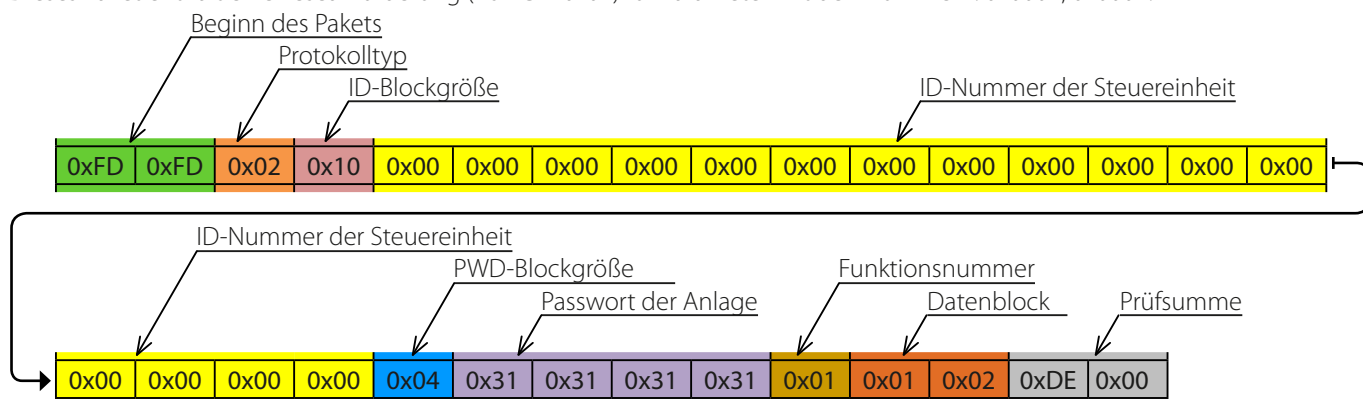 Beginn des Pakets
Protokolltyp
ID-Blockgröße
ID-Nummer der Steuereinheit
0xFD 0xFD 0x02 0x10 0x00 0x00 0x00 0x00 0x00 0x00 0x00 0x00 0x00 0x00 0x00 0x00
ID-Nummer der Steuereinheit
PWD-Blockgröße
Funktionsnummer
Passwort der Anlage
Datenblock
Prüfsumme
0x00 0x00 0x00 0x00 0x04 0x31 0x31 0x31 0x31 0x01 0x01 0x02 0xDE 0x00